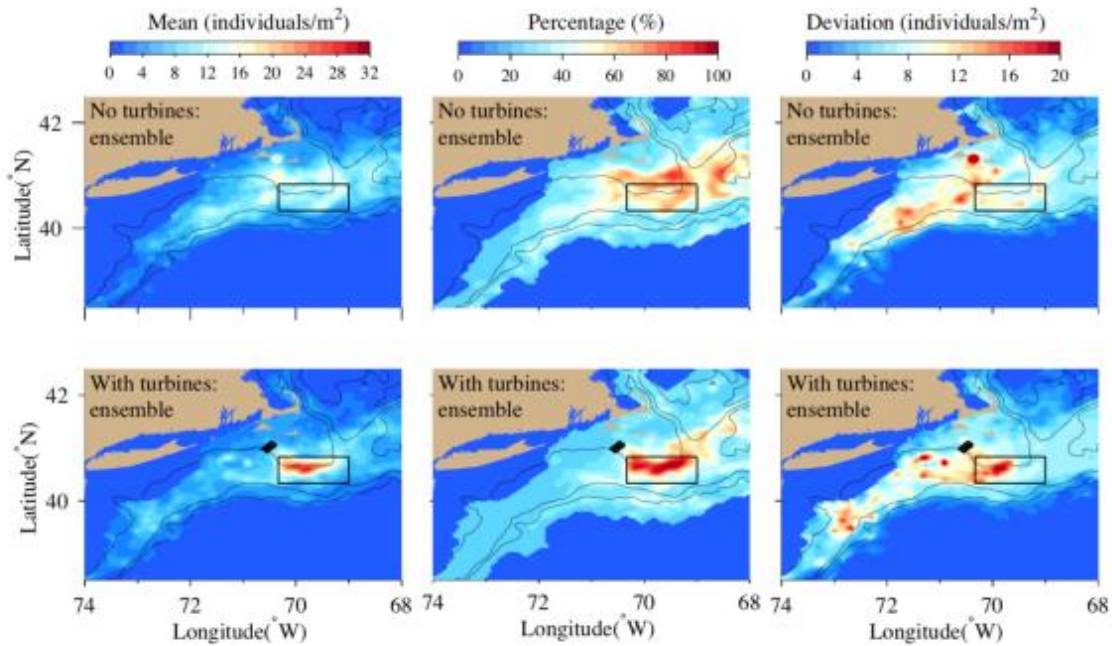 Mean (individuals/m²)
Percentage (%)
Deviation (individuals/m²)
0 4 8 12 16 20 24 28 32
0 20 40 60 80 100
0 4 8 12 16 20
No turbines:
ensemble
No turbines:
ensemble
No turbines:
ensemble
42
40
Latitude(°N)
With turbines:
ensemble
With turbines:
ensemble
With turbines:
ensemble
42
40
Latitude(°N)
74 72 70 68
74 72 70 68
74 72 70 68
Longitude(°W)
Longitude(°W)
Longitude(°W)